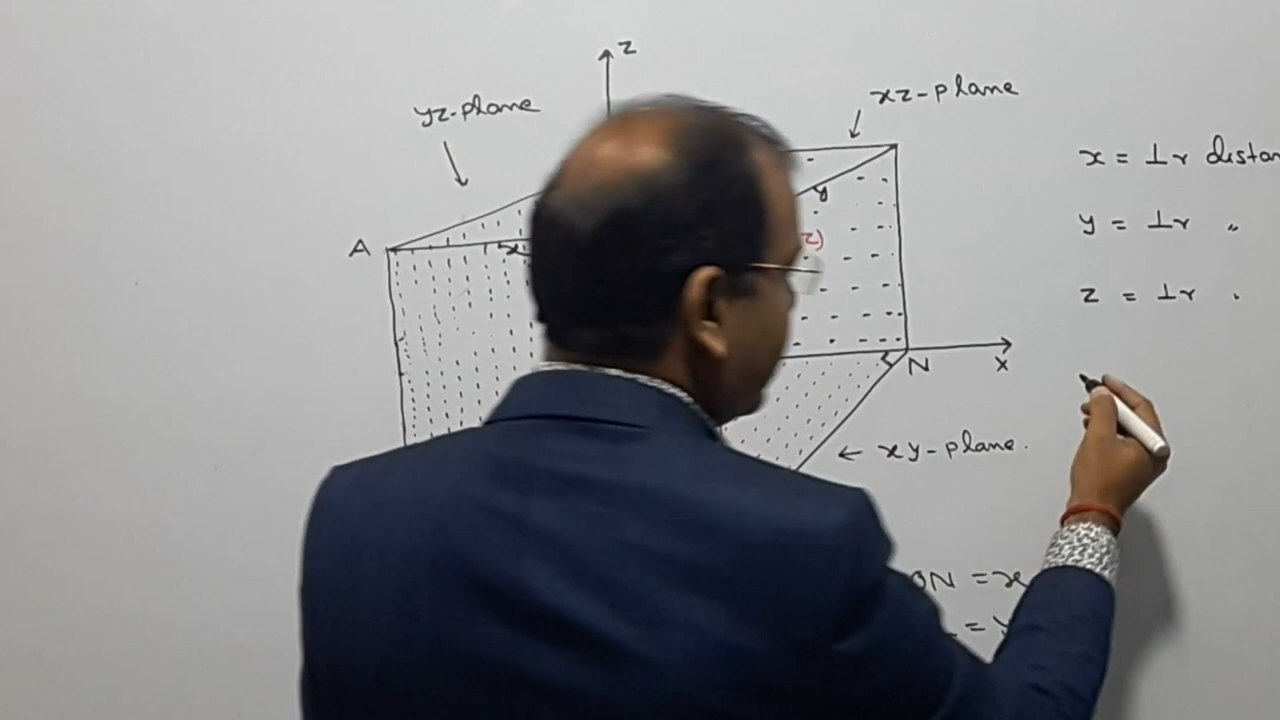 z
yz-plane
xz-plane
x = ⊥r distan
y
y = ⊥r "
A
x
z)
z = ⊥r "
N
x
← xy-plane.
ON = x
= y